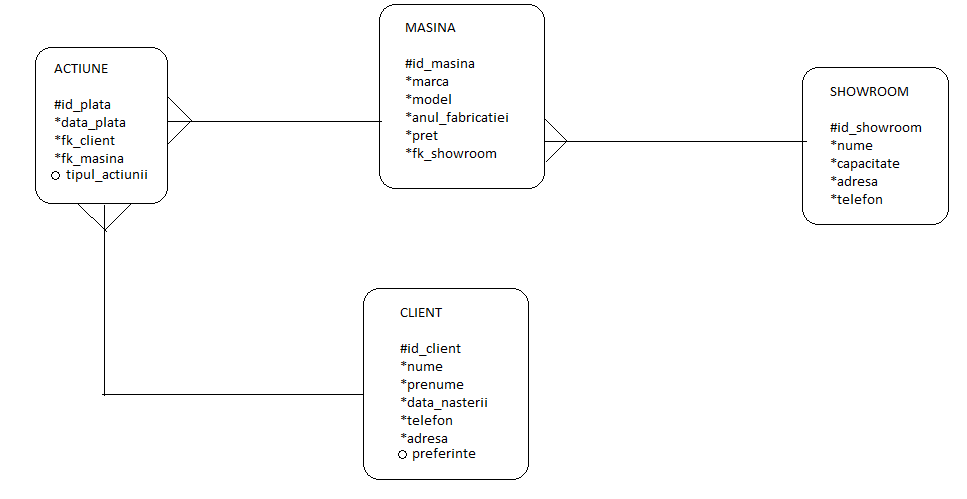 ACTIUNE
#id_plata
*data_plata
*fk_client
*fk_masina
o tipul_actiunii
MASINA
#id_masina
*marca
*model
*anul_fabricatiei
*pret
*fk_showroom
SHOWROOM
#id_showroom
*nume
*capacitate
*adresa
*telefon
CLIENT
#id_client
*nume
*prenume
*data_nasterii
*telefon
*adresa
o preferinte